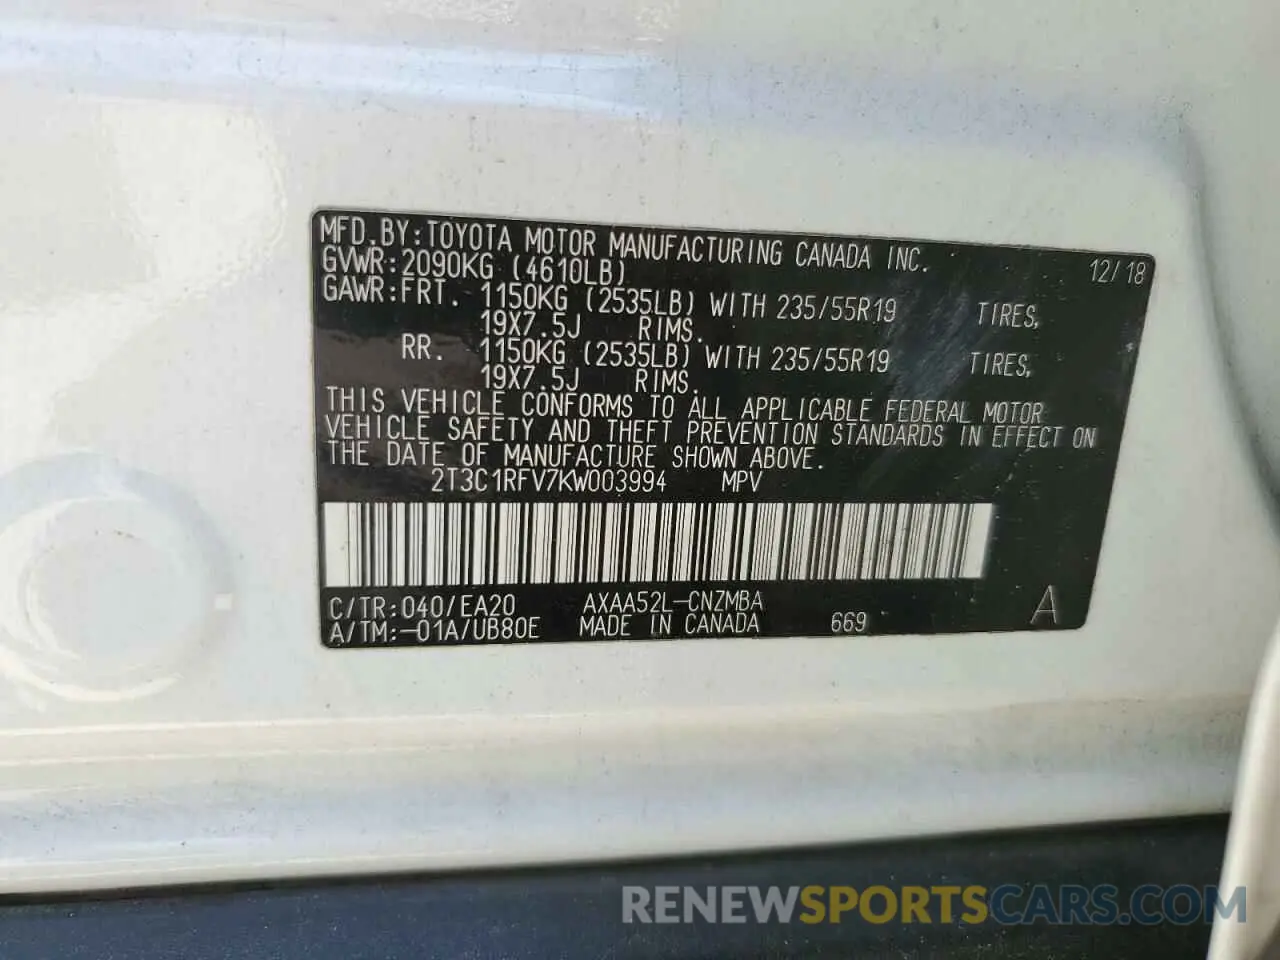 MFD.BY:TOYOTA MOTOR MANUFACTURING CANADA INC. 12/18
GVWR:2090KG (4610LB)
GAWR:FRT. 1150KG (2535LB) WITH 235/55R19 TIRES,
19X7.5J RIMS.
RR. 1150KG (2535LB) WITH 235/55R19 TIRES,
19X7.5J RIMS.
THIS VEHICLE CONFORMS TO ALL APPLICABLE FEDERAL MOTOR
VEHICLE SAFETY AND THEFT PREVENTION STANDARDS IN EFFECT ON
THE DATE OF MANUFACTURE SHOWN ABOVE.
2T3C1RFV7KW003994 MPV
C/TR:040/EA20 AXAA52L-CNZMBA A
A/TM:-01A/UB80E MADE IN CANADA 669
RENEWSPORTSCARS.COM